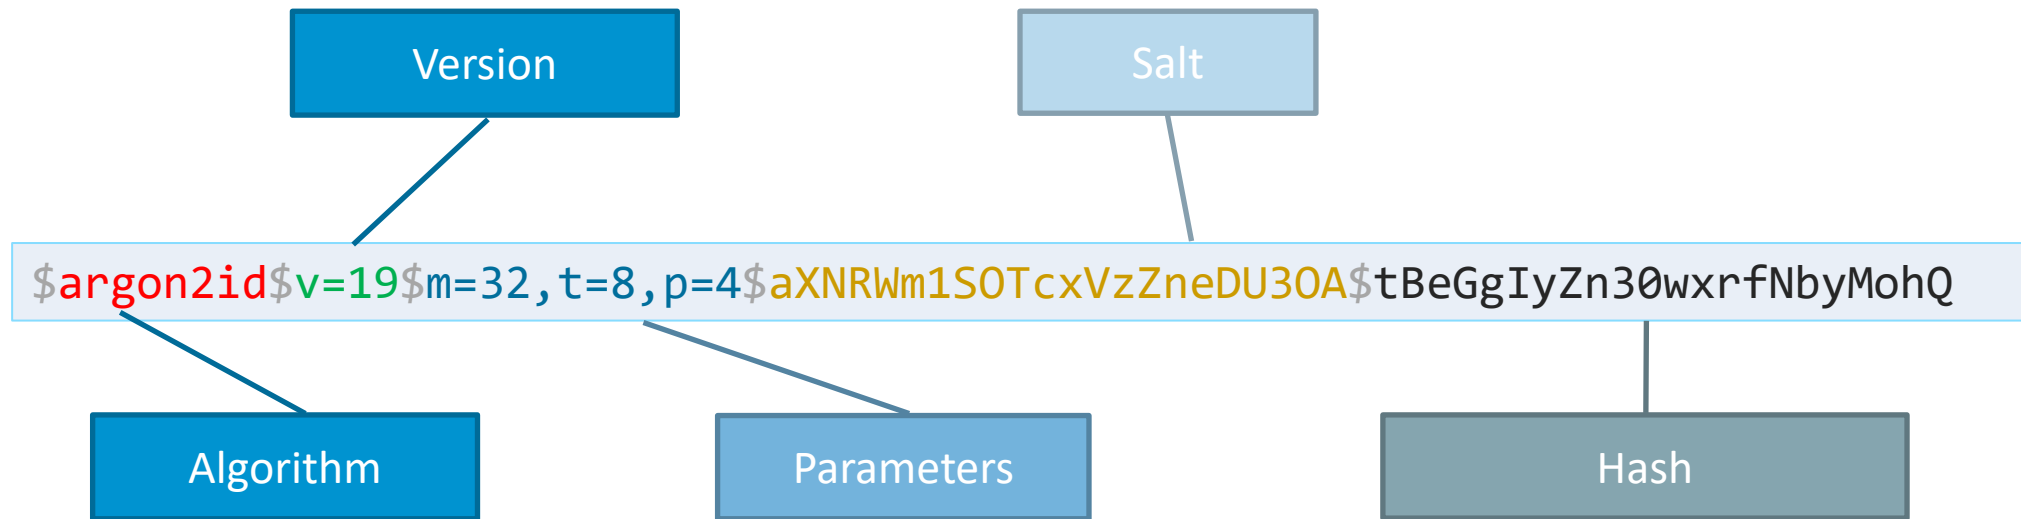 Version
Salt
$argon2id$v=19$m=32,t=8,p=4$aXNRWm1SOTcxVzZneDU3OA$tBeGgIyZn30wxrfNbyMohQ
Algorithm
Parameters
Hash